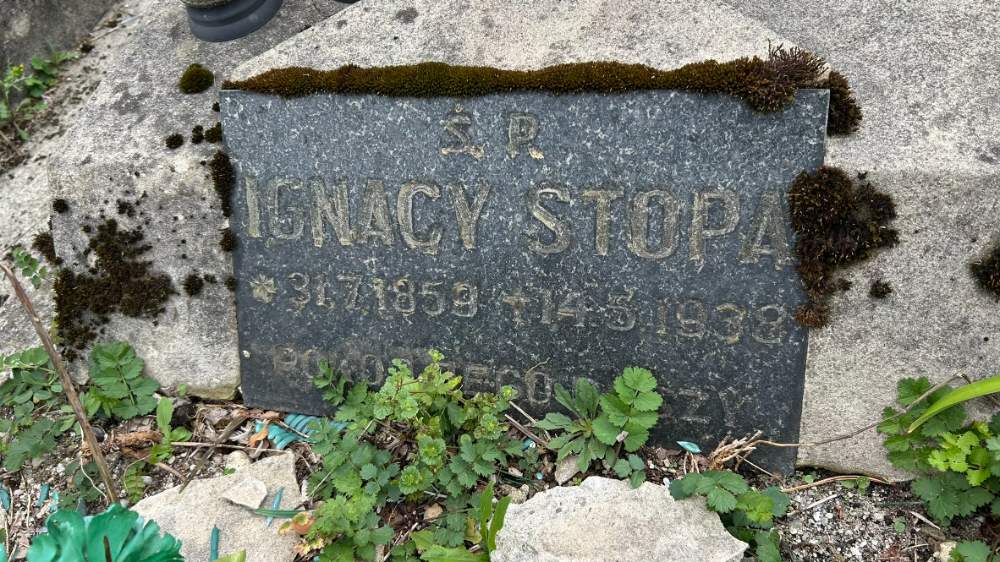 Ś. P.
IGNACY STOPA
* 31.7.1859 + 14-5-1938